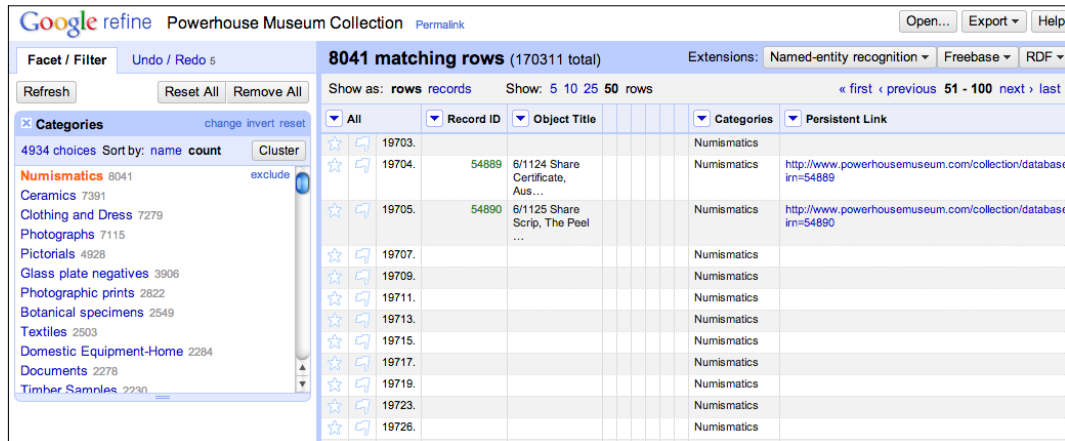 Google refine Powerhouse Museum Collection Permalink Open... Export Help
Facet / Filter Undo / Redo 5
8041 matching rows (170311 total) Extensions: Named-entity recognition Freebase RDF
Refresh Reset All Remove All
Show as: rows records Show: 5 10 25 50 rows « first ‹ previous 51 - 100 next › last
Categories change invert reset
4934 choices Sort by: name count Cluster
Numismatics 8041 exclude
Ceramics 7391
Clothing and Dress 7279
Photographs 7115
Pictorials 4928
Glass plate negatives 3906
Photographic prints 2822
Botanical specimens 2549
Textiles 2503
Domestic Equipment-Home 2284
Documents 2278
Timber Samples 2230
All Record ID Object Title Categories Persistent Link
19703. Numismatics
19704. 54889 6/1124 Share Numismatics http://www.powerhousemuseum.com/collection/database
Certificate, irn=54889
Aus…
19705. 54890 6/1125 Share Numismatics http://www.powerhousemuseum.com/collection/database
Scrip, The Peel irn=54890
…
19707. Numismatics
19709. Numismatics
19711. Numismatics
19713. Numismatics
19715. Numismatics
19717. Numismatics
19719. Numismatics
19723. Numismatics
19726. Numismatics